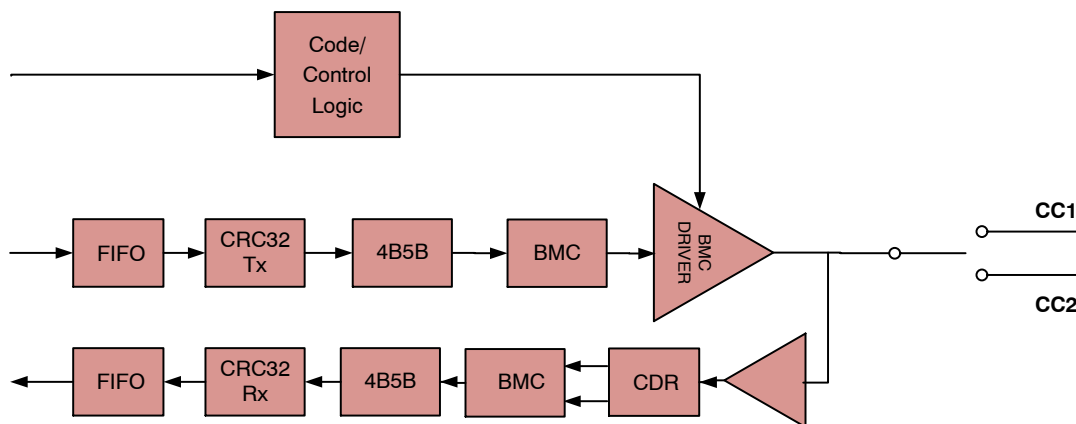 Code/
Control
Logic
CC1
FIFO
CRC32
Tx
4B5B
BMC
BMC
DRIVER
CC2
FIFO
CRC32
Rx
4B5B
BMC
CDR